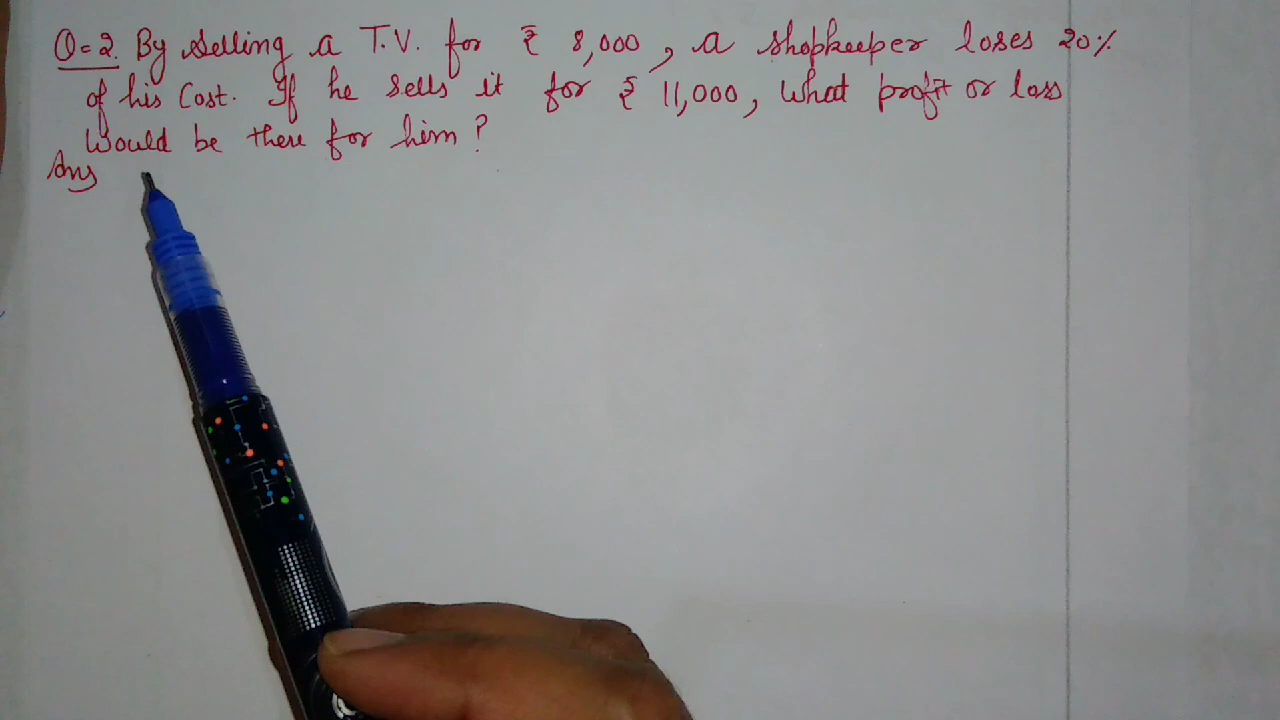 Q=2. By Selling a T.V. for ₹ 8,000, a shopkeeper loses 20%
of his Cost. If he sells it for ₹ 11,000, What profit or loss
Would be there for him?
Ans